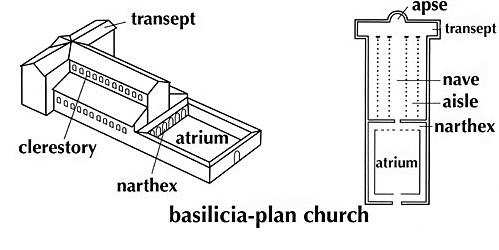 transept
clerestory
narthex
atrium
apse
transept
nave
aisle
narthex
atrium
basilicia-plan church